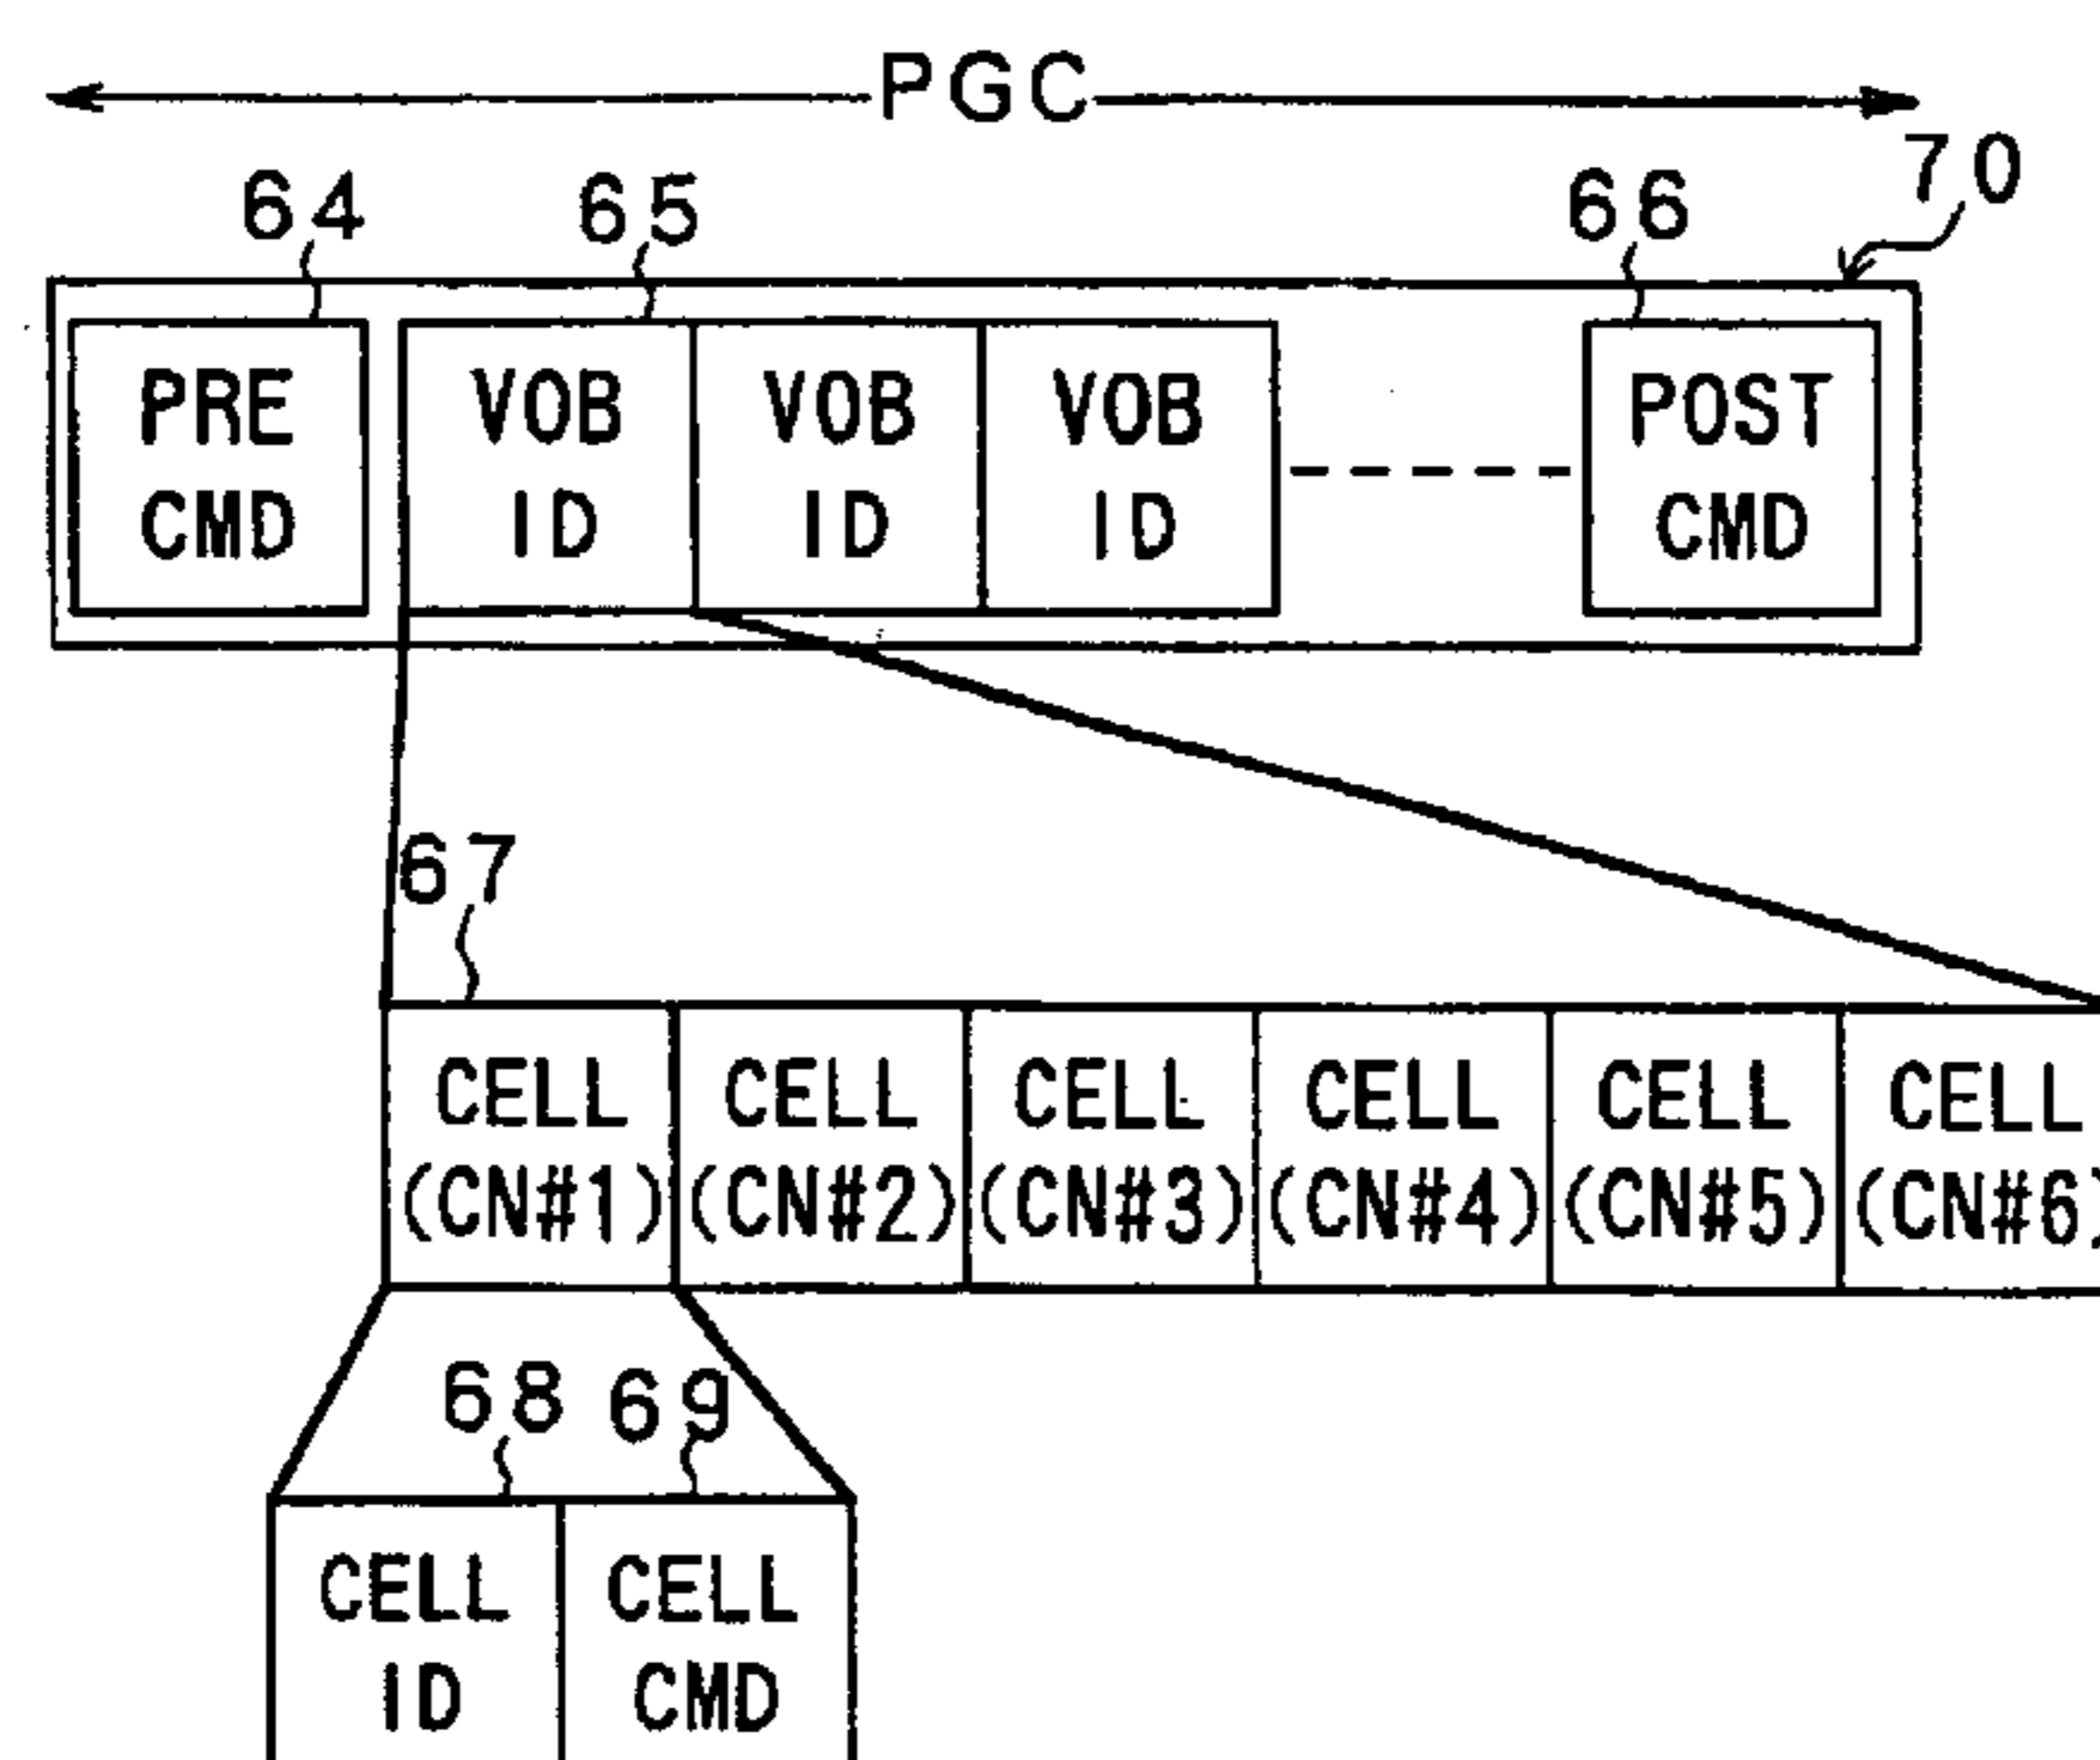 PGC
70
64 65 66
PRE VOB VOB VOB POST
CMD ID ID ID CMD
67
CELL CELL CELL CELL CELL CELL
(CN#1) (CN#2) (CN#3) (CN#4) (CN#5) (CN#6)
68 69
CELL CELL
ID CMD